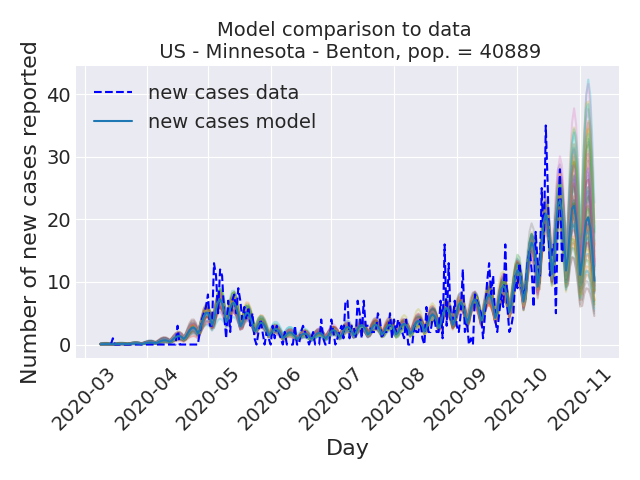 Model comparison to data
US - Minnesota - Benton, pop. = 40889
Number of new cases reported
40
30
20
10
0
new cases data
new cases model
2020-03
2020-04
2020-05
2020-06
2020-07
2020-08
2020-09
2020-10
2020-11
Day